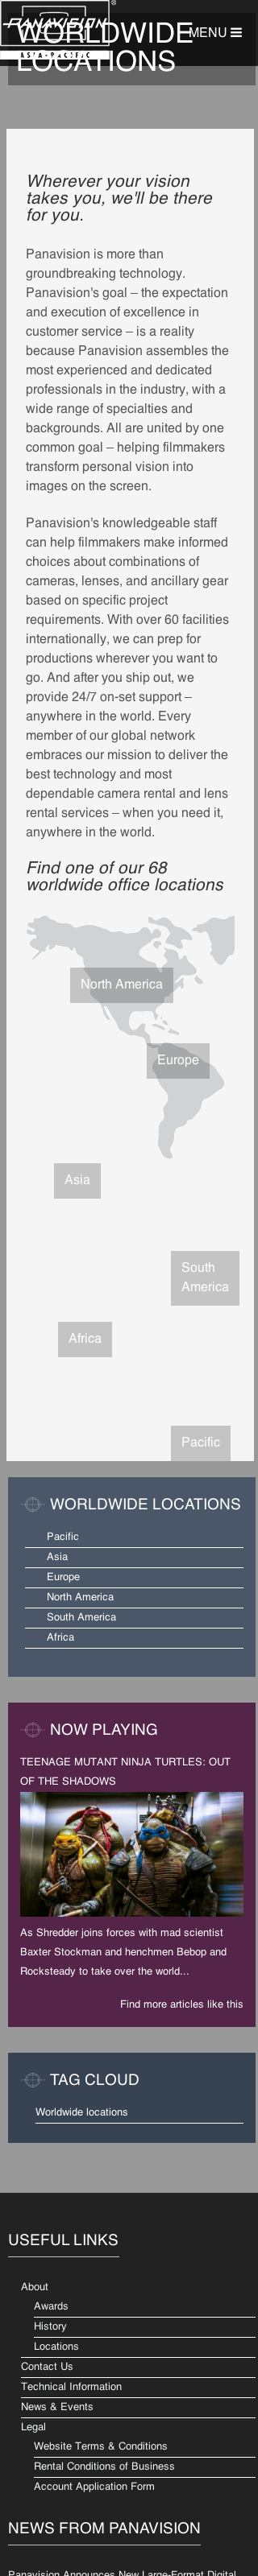 PANAVISION
®
ASIA-PACIFIC
MENU
WORLDWIDE
LOCATIONS
Wherever your vision
takes you, we'll be there
for you.
Panavision is more than
groundbreaking technology.
Panavision's goal – the expectation
and execution of excellence in
customer service – is a reality
because Panavision assembles the
most experienced and dedicated
professionals in the industry, with a
wide range of specialties and
backgrounds. All are united by one
common goal – helping filmmakers
transform personal vision into
images on the screen.
Panavision's knowledgeable staff
can help filmmakers make informed
choices about combinations of
cameras, lenses, and ancillary gear
based on specific project
requirements. With over 60 facilities
internationally, we can prep for
productions wherever you want to
go. And after you ship out, we
provide 24/7 on-set support –
anywhere in the world. Every
member of our global network
embraces our mission to deliver the
best technology and most
dependable camera rental and lens
rental services – when you need it,
anywhere in the world.
Find one of our 68
worldwide office locations
North America
Europe
Asia
South
America
Africa
Pacific
WORLDWIDE LOCATIONS
Pacific
Asia
Europe
North America
South America
Africa
NOW PLAYING
TEENAGE MUTANT NINJA TURTLES: OUT
OF THE SHADOWS
As Shredder joins forces with mad scientist
Baxter Stockman and henchmen Bebop and
Rocksteady to take over the world...
Find more articles like this
TAG CLOUD
Worldwide locations
USEFUL LINKS
About
Awards
History
Locations
Contact Us
Technical Information
News & Events
Legal
Website Terms & Conditions
Rental Conditions of Business
Account Application Form
NEWS FROM PANAVISION
Panavision Announces New Large-Format Digital